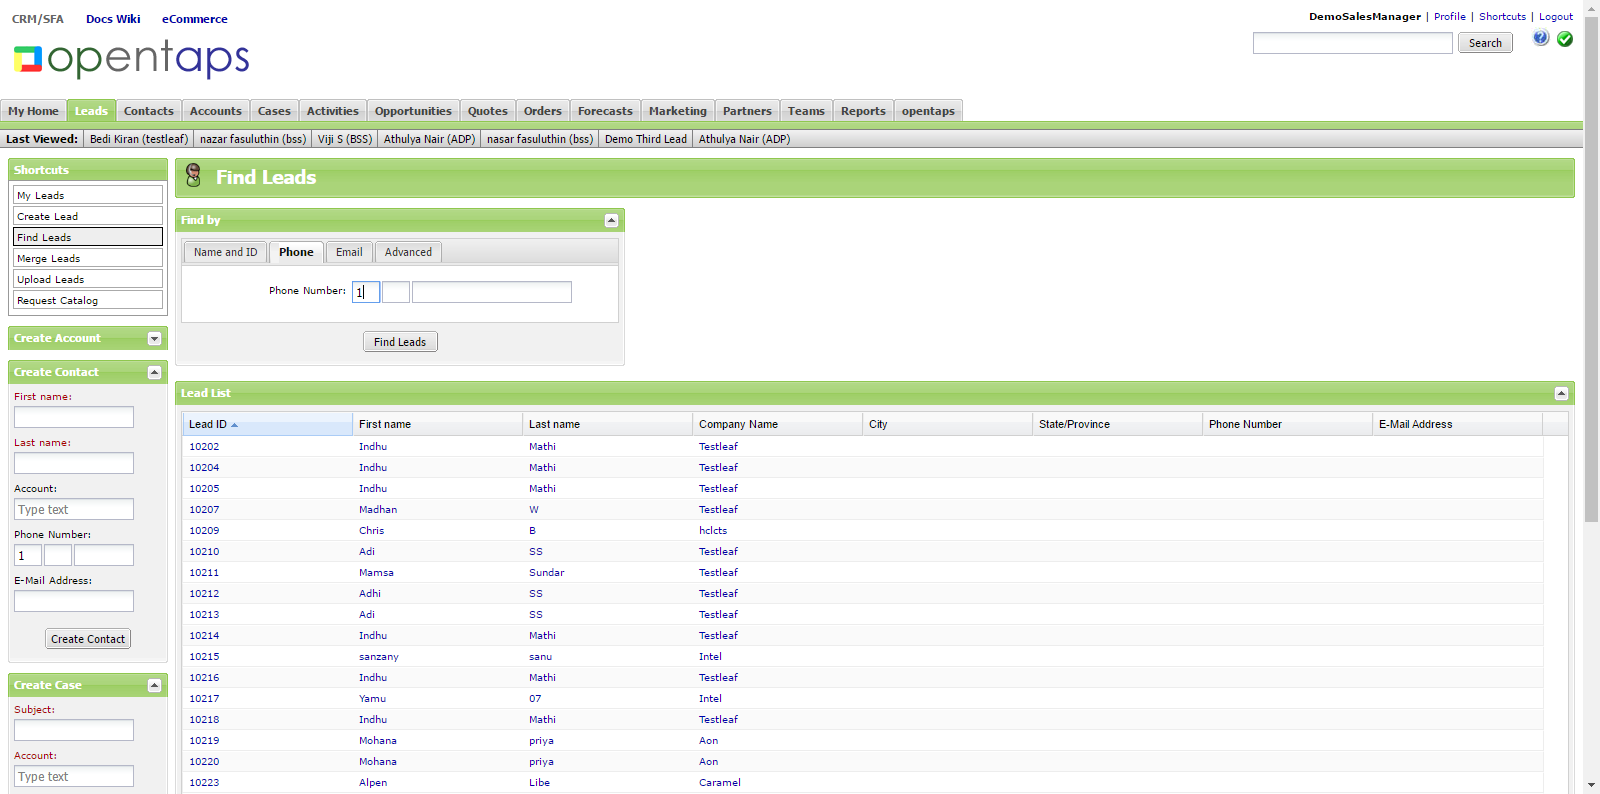 CRM/SFA Docs Wiki eCommerce
DemoSalesManager | Profile | Shortcuts | Logout
opentaps
Search
My Home Leads Contacts Accounts Cases Activities Opportunities Quotes Orders Forecasts Marketing Partners Teams Reports opentaps
Last Viewed: Bedi Kiran (testleaf) nazar fasuluthin (bss) Viji S (BSS) Athulya Nair (ADP) nasar fasuluthin (bss) Demo Third Lead Athulya Nair (ADP)
Shortcuts
My Leads
Create Lead
Find Leads
Merge Leads
Upload Leads
Request Catalog
Create Account
Create Contact
First name:
Last name:
Account:
Type text
Phone Number:
1
E-Mail Address:
Create Contact
Create Case
Subject:
Account:
Type text
Find Leads
Find by
Name and ID Phone Email Advanced
Phone Number: 1
Find Leads
Lead List
Lead ID First name Last name Company Name City State/Province Phone Number E-Mail Address
10202 Indhu Mathi Testleaf
10204 Indhu Mathi Testleaf
10205 Indhu Mathi Testleaf
10207 Madhan W Testleaf
10209 Chris B hclcts
10210 Adi SS Testleaf
10211 Mamsa Sundar Testleaf
10212 Adhi SS Testleaf
10213 Adi SS Testleaf
10214 Indhu Mathi Testleaf
10215 sanzany sanu Intel
10216 Indhu Mathi Testleaf
10217 Yamu 07 Intel
10218 Indhu Mathi Testleaf
10219 Mohana priya Aon
10220 Mohana priya Aon
10223 Alpen Libe Caramel